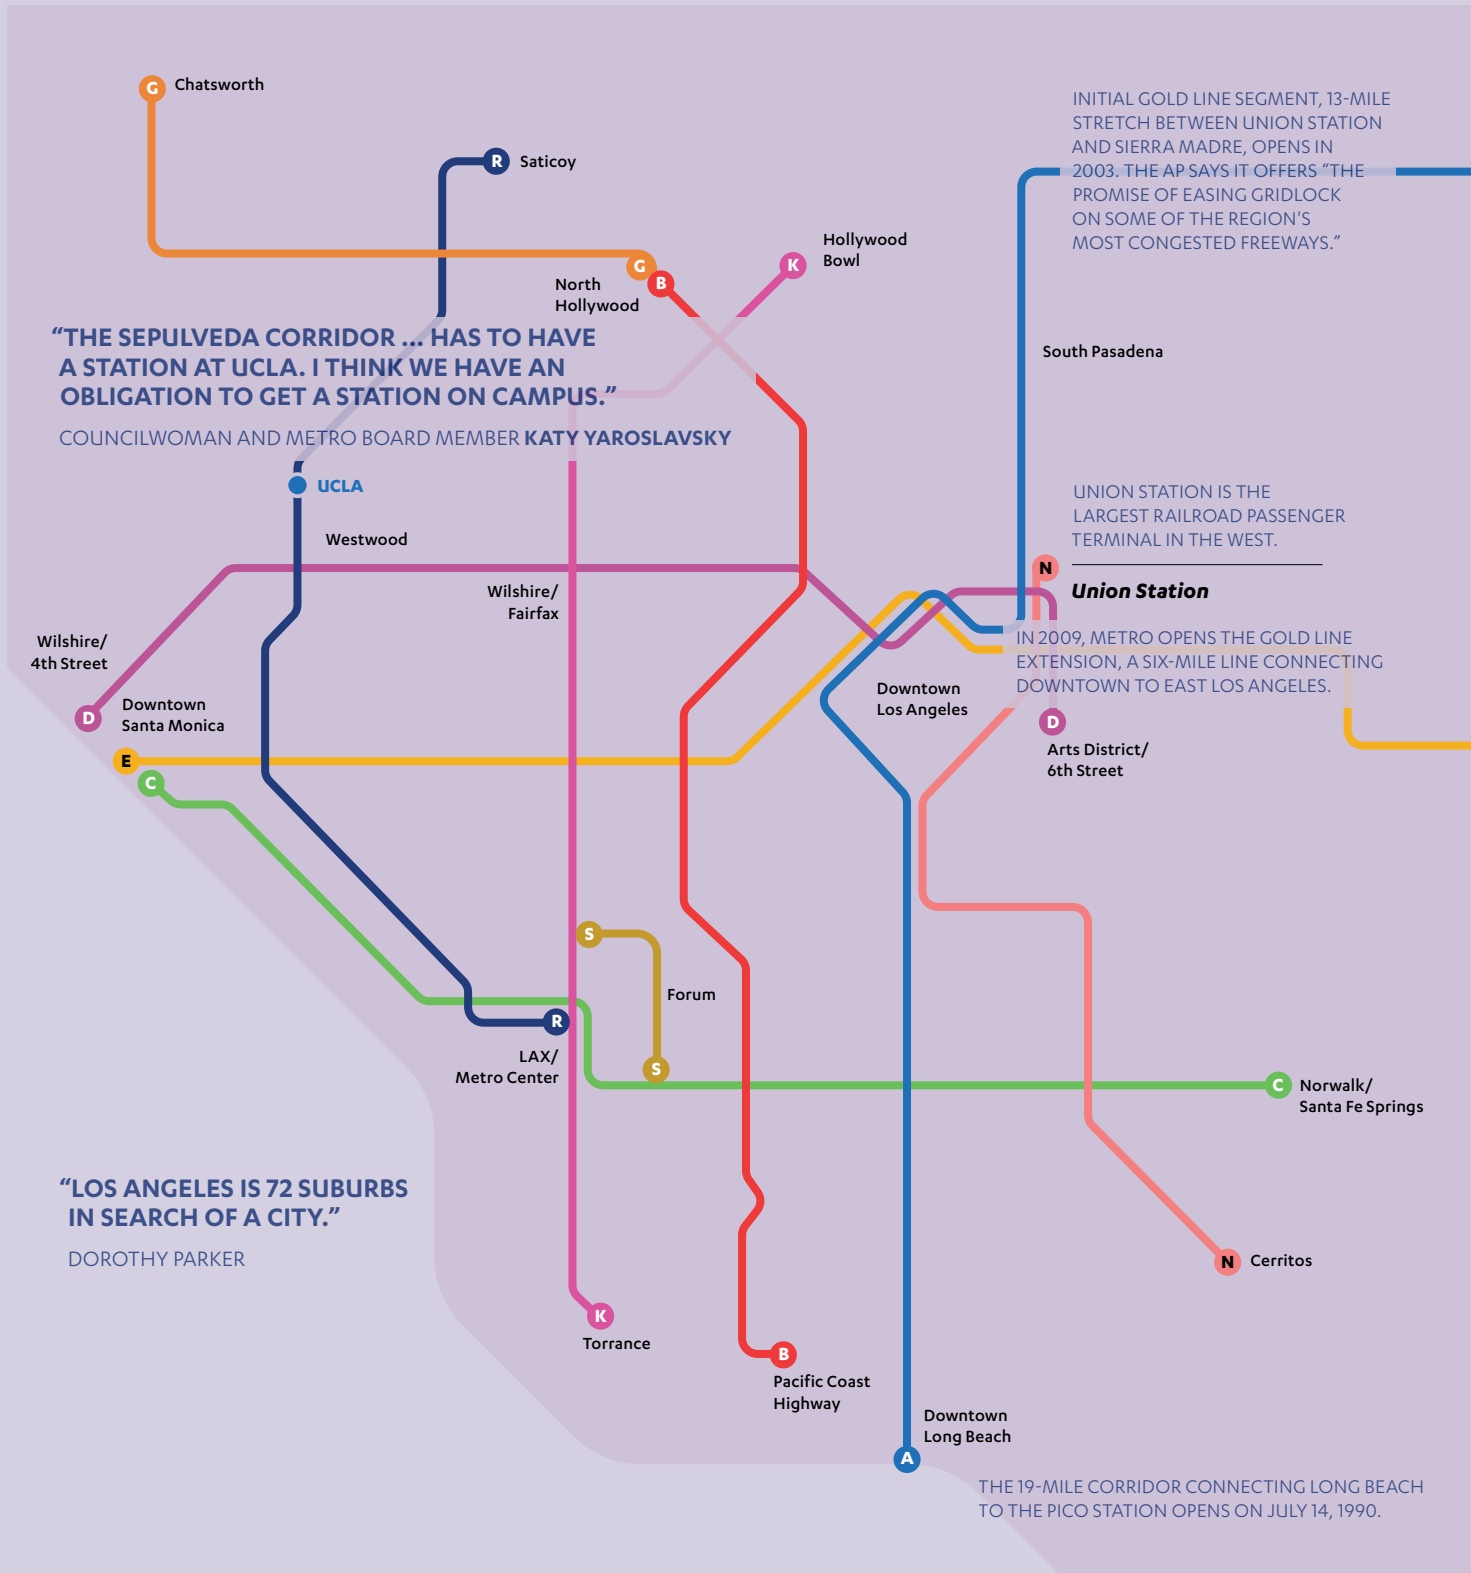 G Chatsworth
R Saticoy
INITIAL GOLD LINE SEGMENT, 13-MILE
STRETCH BETWEEN UNION STATION
AND SIERRA MADRE, OPENS IN
2003. THE AP SAYS IT OFFERS “THE
PROMISE OF EASING GRIDLOCK
ON SOME OF THE REGION’S
MOST CONGESTED FREEWAYS.”
K
Hollywood
Bowl
G
B
North
Hollywood
“THE SEPULVEDA CORRIDOR ... HAS TO HAVE
A STATION AT UCLA. I THINK WE HAVE AN
OBLIGATION TO GET A STATION ON CAMPUS.”
COUNCILWOMAN AND METRO BOARD MEMBER KATY YAROSLAVSKY
South Pasadena
UCLA
Westwood
UNION STATION IS THE
LARGEST RAILROAD PASSENGER
TERMINAL IN THE WEST.
N
Union Station
Wilshire/
Fairfax
IN 2009, METRO OPENS THE GOLD LINE
EXTENSION, A SIX-MILE LINE CONNECTING
DOWNTOWN TO EAST LOS ANGELES.
Wilshire/
4th Street
D
Downtown
Santa Monica
E
C
Downtown
Los Angeles
D
Arts District/
6th Street
S
Forum
S
R
LAX/
Metro Center
C
Norwalk/
Santa Fe Springs
“LOS ANGELES IS 72 SUBURBS
IN SEARCH OF A CITY.”
DOROTHY PARKER
N Cerritos
K
Torrance
B
Pacific Coast
Highway
Downtown
Long Beach
A
THE 19-MILE CORRIDOR CONNECTING LONG BEACH
TO THE PICO STATION OPENS ON JULY 14, 1990.